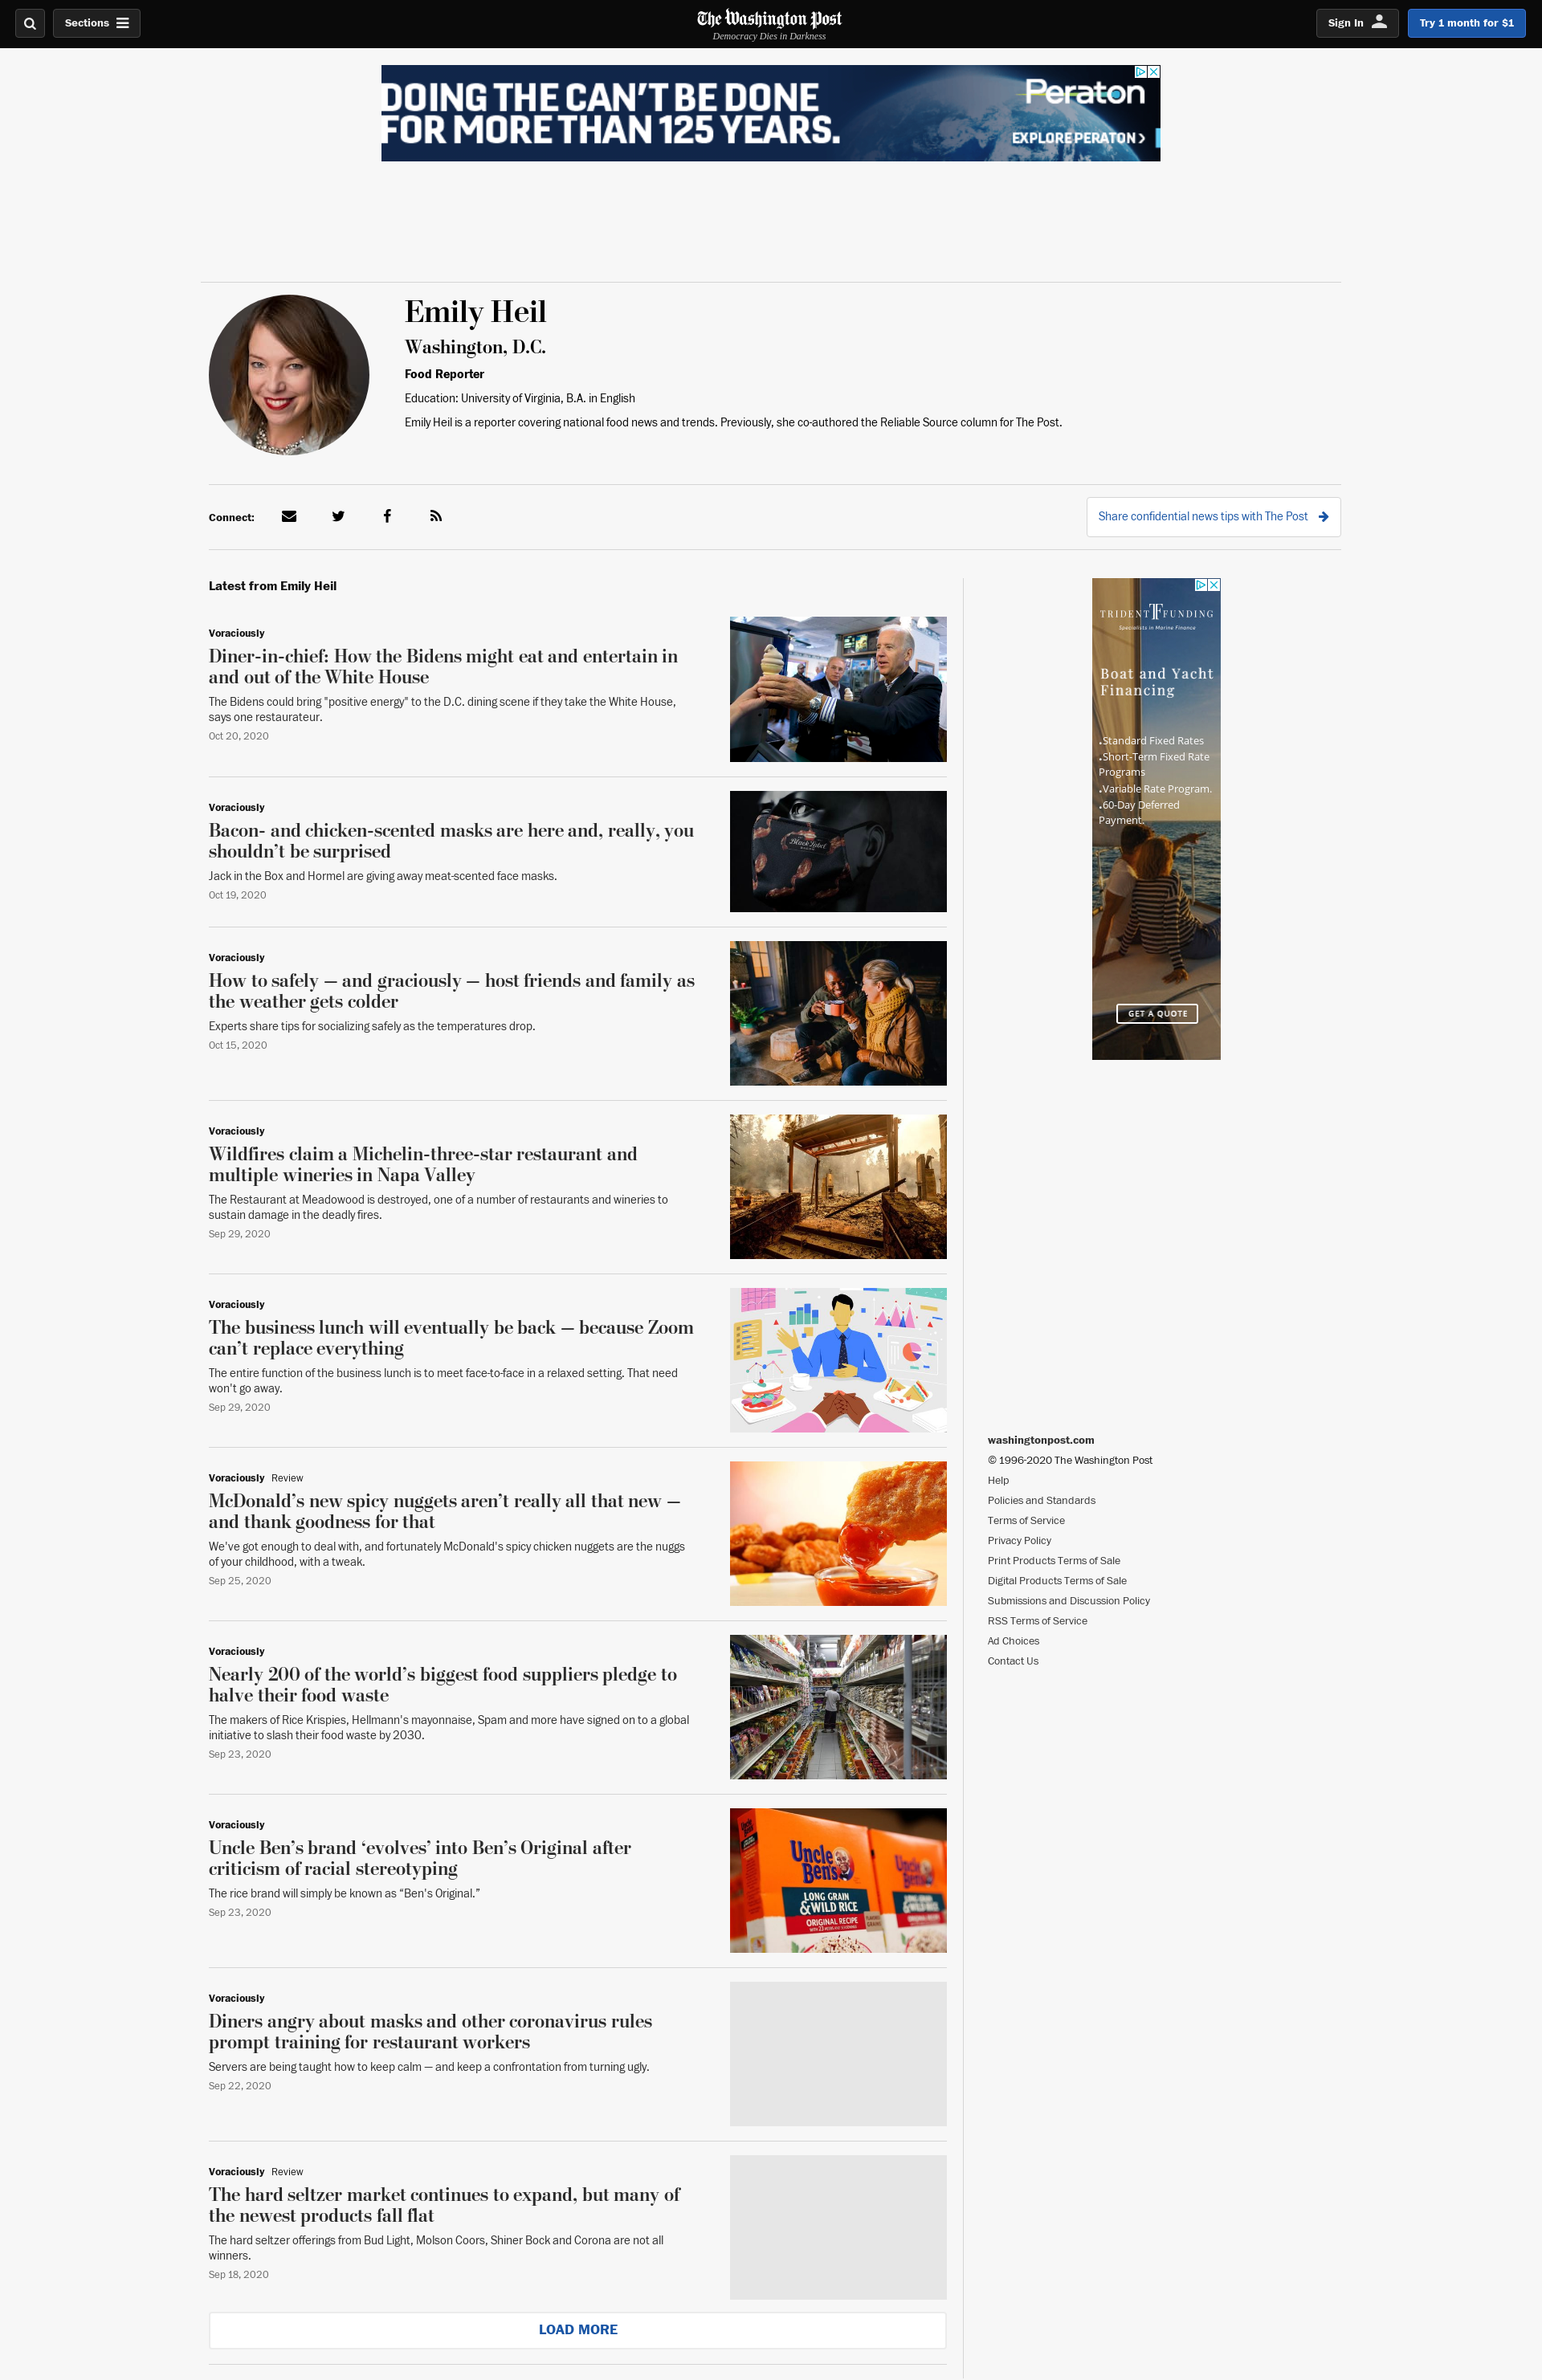 Sections
The Washington Post
Democracy Dies in Darkness
Sign In
Try 1 month for $1
DOING THE CAN'T BE DONE
FOR MORE THAN 125 YEARS.
Peraton
EXPLORE PERATON ›
Emily Heil
Washington, D.C.
Food Reporter
Education: University of Virginia, B.A. in English
Emily Heil is a reporter covering national food news and trends. Previously, she co-authored the Reliable Source column for The Post.
Connect:
Share confidential news tips with The Post
Latest from Emily Heil
Voraciously
Diner-in-chief: How the Bidens might eat and entertain in
and out of the White House
The Bidens could bring "positive energy" to the D.C. dining scene if they take the White House,
says one restaurateur.
Oct 20, 2020
Voraciously
Bacon- and chicken-scented masks are here and, really, you
shouldn’t be surprised
Jack in the Box and Hormel are giving away meat-scented face masks.
Oct 19, 2020
Black Label
Voraciously
How to safely — and graciously — host friends and family as
the weather gets colder
Experts share tips for socializing safely as the temperatures drop.
Oct 15, 2020
Voraciously
Wildfires claim a Michelin-three-star restaurant and
multiple wineries in Napa Valley
The Restaurant at Meadowood is destroyed, one of a number of restaurants and wineries to
sustain damage in the deadly fires.
Sep 29, 2020
Voraciously
The business lunch will eventually be back — because Zoom
can’t replace everything
The entire function of the business lunch is to meet face-to-face in a relaxed setting. That need
won't go away.
Sep 29, 2020
Voraciously Review
McDonald’s new spicy nuggets aren’t really all that new —
and thank goodness for that
We've got enough to deal with, and fortunately McDonald's spicy chicken nuggets are the nuggs
of your childhood, with a tweak.
Sep 25, 2020
Voraciously
Nearly 200 of the world’s biggest food suppliers pledge to
halve their food waste
The makers of Rice Krispies, Hellmann's mayonnaise, Spam and more have signed on to a global
initiative to slash their food waste by 2030.
Sep 23, 2020
Voraciously
Uncle Ben’s brand ‘evolves’ into Ben’s Original after
criticism of racial stereotyping
The rice brand will simply be known as “Ben's Original.”
Sep 23, 2020
Uncle
Ben's
LONG GRAIN
& WILD RICE
ORIGINAL RECIPE
Voraciously
Diners angry about masks and other coronavirus rules
prompt training for restaurant workers
Servers are being taught how to keep calm — and keep a confrontation from turning ugly.
Sep 22, 2020
Voraciously Review
The hard seltzer market continues to expand, but many of
the newest products fall flat
The hard seltzer offerings from Bud Light, Molson Coors, Shiner Bock and Corona are not all
winners.
Sep 18, 2020
LOAD MORE
TRIDENT TF FUNDING
Specialists in Marine Finance
Boat and Yacht
Financing
.Standard Fixed Rates
.Short-Term Fixed Rate
Programs
.Variable Rate Program.
.60-Day Deferred
Payment.
GET A QUOTE
washingtonpost.com
© 1996-2020 The Washington Post
Help
Policies and Standards
Terms of Service
Privacy Policy
Print Products Terms of Sale
Digital Products Terms of Sale
Submissions and Discussion Policy
RSS Terms of Service
Ad Choices
Contact Us